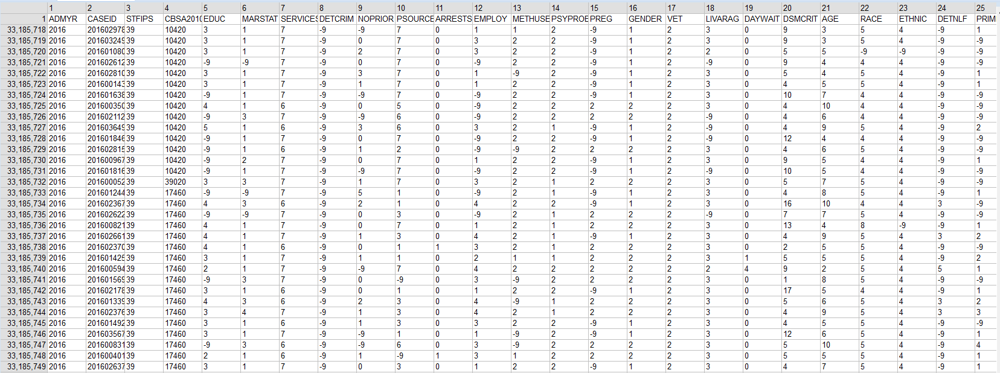 1 2 3 4 5 6 7 8 9 10 11 12 13 14 15 16 17 18 19 20 21 22 23 24 25
1 ADMYR CASEID STFIPS CBSA2010 EDUC MARSTAT SERVICES DETCRIM NOPRIOR PSOURCE ARRESTS EMPLOY METHUSE PSYPROB PREG GENDER VET LIVARAG DAYWAIT DSMCRIT AGE RACE ETHNIC DETNLF PRIM
33,185,718 2016 201602978 39 10420 3 1 7 -9 -9 7 0 1 1 2 -9 1 2 3 0 9 3 5 4 -9 1
33,185,719 2016 201603249 39 10420 3 1 7 -9 0 7 0 3 2 2 -9 1 2 3 0 9 3 5 4 -9 -9
33,185,720 2016 201601080 39 10420 3 1 7 -9 2 7 0 3 2 2 -9 1 2 2 0 5 5 -9 -9 -9 -9
33,185,721 2016 201602612 39 10420 -9 -9 7 -9 0 7 0 -9 2 2 -9 1 2 -9 0 9 4 4 4 -9 -9
33,185,722 2016 201602810 39 10420 3 1 7 -9 3 7 0 1 -9 2 -9 1 2 3 0 5 4 5 4 -9 1
33,185,723 2016 201600143 39 10420 3 1 7 -9 1 7 0 1 2 2 -9 1 2 3 0 4 5 5 4 -9 1
33,185,724 2016 201601638 39 10420 -9 1 7 -9 -9 7 0 -9 2 2 -9 1 2 3 0 10 7 4 4 -9 -9
33,185,725 2016 201600350 39 10420 4 1 6 -9 0 5 0 -9 2 2 2 2 2 3 0 4 10 4 4 -9 -9
33,185,726 2016 201602112 39 10420 -9 3 7 -9 -9 6 0 -9 2 2 2 2 2 -9 0 4 6 4 4 -9 -9
33,185,727 2016 201603649 39 10420 5 1 6 -9 3 6 0 3 2 1 -9 1 2 -9 0 4 9 5 4 -9 2
33,185,728 2016 201601846 39 10420 -9 1 7 -9 0 7 0 -9 2 2 -9 1 2 -9 0 12 4 4 4 -9 -9
33,185,729 2016 201602815 39 10420 -9 1 6 -9 1 2 0 -9 -9 2 2 2 2 3 0 4 6 5 4 -9 -9
33,185,730 2016 201600967 39 10420 -9 2 7 -9 0 7 0 1 2 2 -9 1 2 3 0 9 5 4 4 -9 1
33,185,731 2016 201601816 39 10420 -9 1 7 -9 -9 7 0 -9 2 2 -9 1 2 -9 0 10 5 4 4 -9 -9
33,185,732 2016 201600052 39 39020 3 3 7 -9 1 7 0 3 2 1 2 2 2 3 0 5 7 5 4 -9 -9
33,185,733 2016 201601244 39 17460 -9 -9 7 -9 5 1 0 -9 2 1 -9 1 2 3 0 4 8 5 4 -9 1
33,185,734 2016 201602367 39 17460 4 3 6 -9 2 1 0 4 2 2 -9 1 2 3 0 16 10 4 4 3 -9
33,185,735 2016 201602622 39 17460 -9 -9 7 -9 0 3 0 -9 2 1 2 2 2 -9 0 7 7 5 4 -9 -9
33,185,736 2016 201600821 39 17460 4 1 7 -9 0 7 0 1 2 1 2 2 2 3 0 13 4 8 -9 -9 1
33,185,737 2016 201602661 39 17460 4 1 7 -9 1 3 0 4 2 1 -9 1 2 3 0 4 9 5 4 3 2
33,185,738 2016 201602370 39 17460 4 1 6 -9 0 1 1 3 2 1 2 2 2 3 0 2 5 5 4 -9 -9
33,185,739 2016 201601425 39 17460 3 1 7 -9 1 1 0 2 1 1 2 2 2 3 1 5 5 5 4 -9 2
33,185,740 2016 201600594 39 17460 2 1 7 -9 -9 7 0 4 2 2 2 2 2 2 4 9 2 5 4 5 1
33,185,741 2016 201601569 39 17460 -9 3 7 -9 0 -9 0 3 -9 2 2 2 2 3 0 1 8 5 4 -9 -9
33,185,742 2016 201602178 39 17460 3 1 6 -9 0 1 0 1 2 2 -9 1 2 3 0 17 5 4 4 -9 1
33,185,743 2016 201601339 39 17460 4 3 6 -9 2 3 0 4 -9 1 2 2 2 3 0 5 6 5 4 3 2
33,185,744 2016 201602376 39 17460 3 4 7 -9 1 3 0 4 2 1 2 2 2 3 0 4 9 5 4 3 3
33,185,745 2016 201601492 39 17460 3 1 6 -9 1 3 0 3 2 2 -9 1 2 3 0 4 5 5 4 -9 -9
33,185,746 2016 201603567 39 17460 3 1 7 -9 -9 1 0 1 -9 2 -9 1 2 3 0 12 6 5 4 -9 1
33,185,747 2016 201600831 39 17460 -9 3 6 -9 -9 6 0 3 -9 2 2 2 2 3 0 5 10 5 4 -9 4
33,185,748 2016 201600401 39 17460 2 1 6 -9 1 -9 1 3 1 2 2 2 2 3 0 5 5 5 4 -9 1
33,185,749 2016 201602637 39 17460 3 1 7 -9 0 3 0 1 2 2 -9 1 2 3 0 4 7 5 4 -9 1